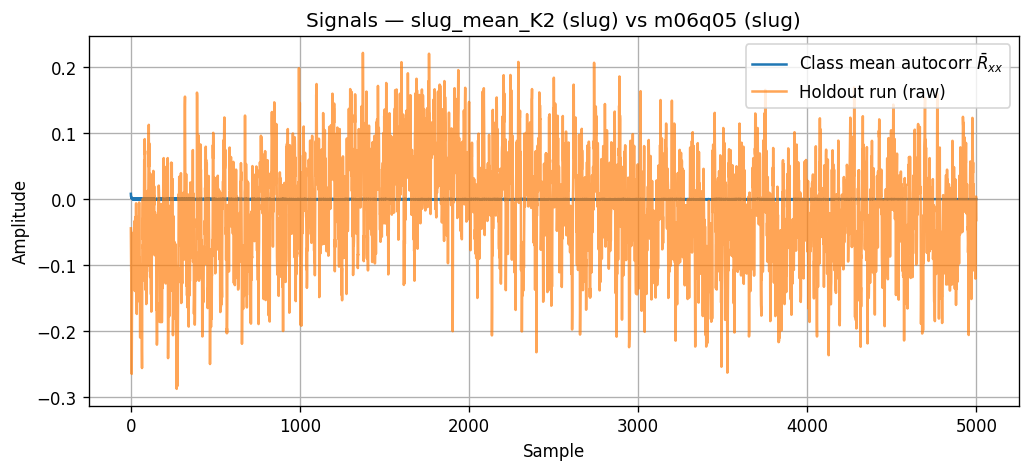 Signals — slug_mean_K2 (slug) vs m06q05 (slug)
Class mean autocorr R̄xx
Holdout run (raw)
Amplitude
0.2
0.1
0.0
−0.1
−0.2
−0.3
0 1000 2000 3000 4000 5000
Sample